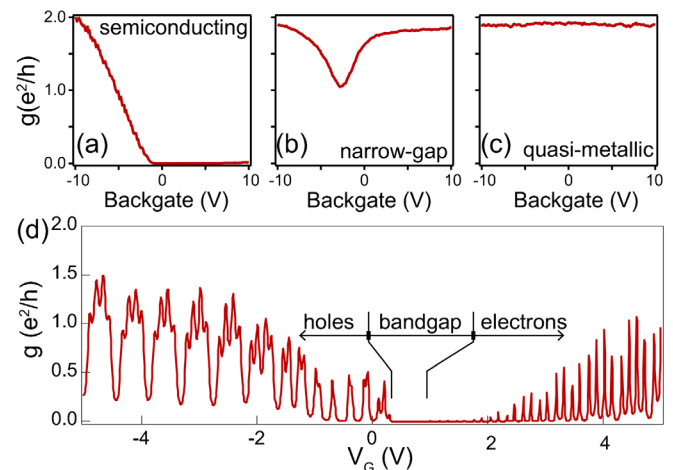 2.0
1.0
0.0
g(e²/h)
semiconducting
(a)
-10 0 10
Backgate (V)
(b)
narrow-gap
-10 0 10
Backgate (V)
(c)
quasi-metallic
-10 0 10
Backgate (V)
(d)
2.0
1.5
1.0
0.5
0.0
g (e²/h)
holes bandgap electrons
-4 -2 0 2 4
V_G (V)